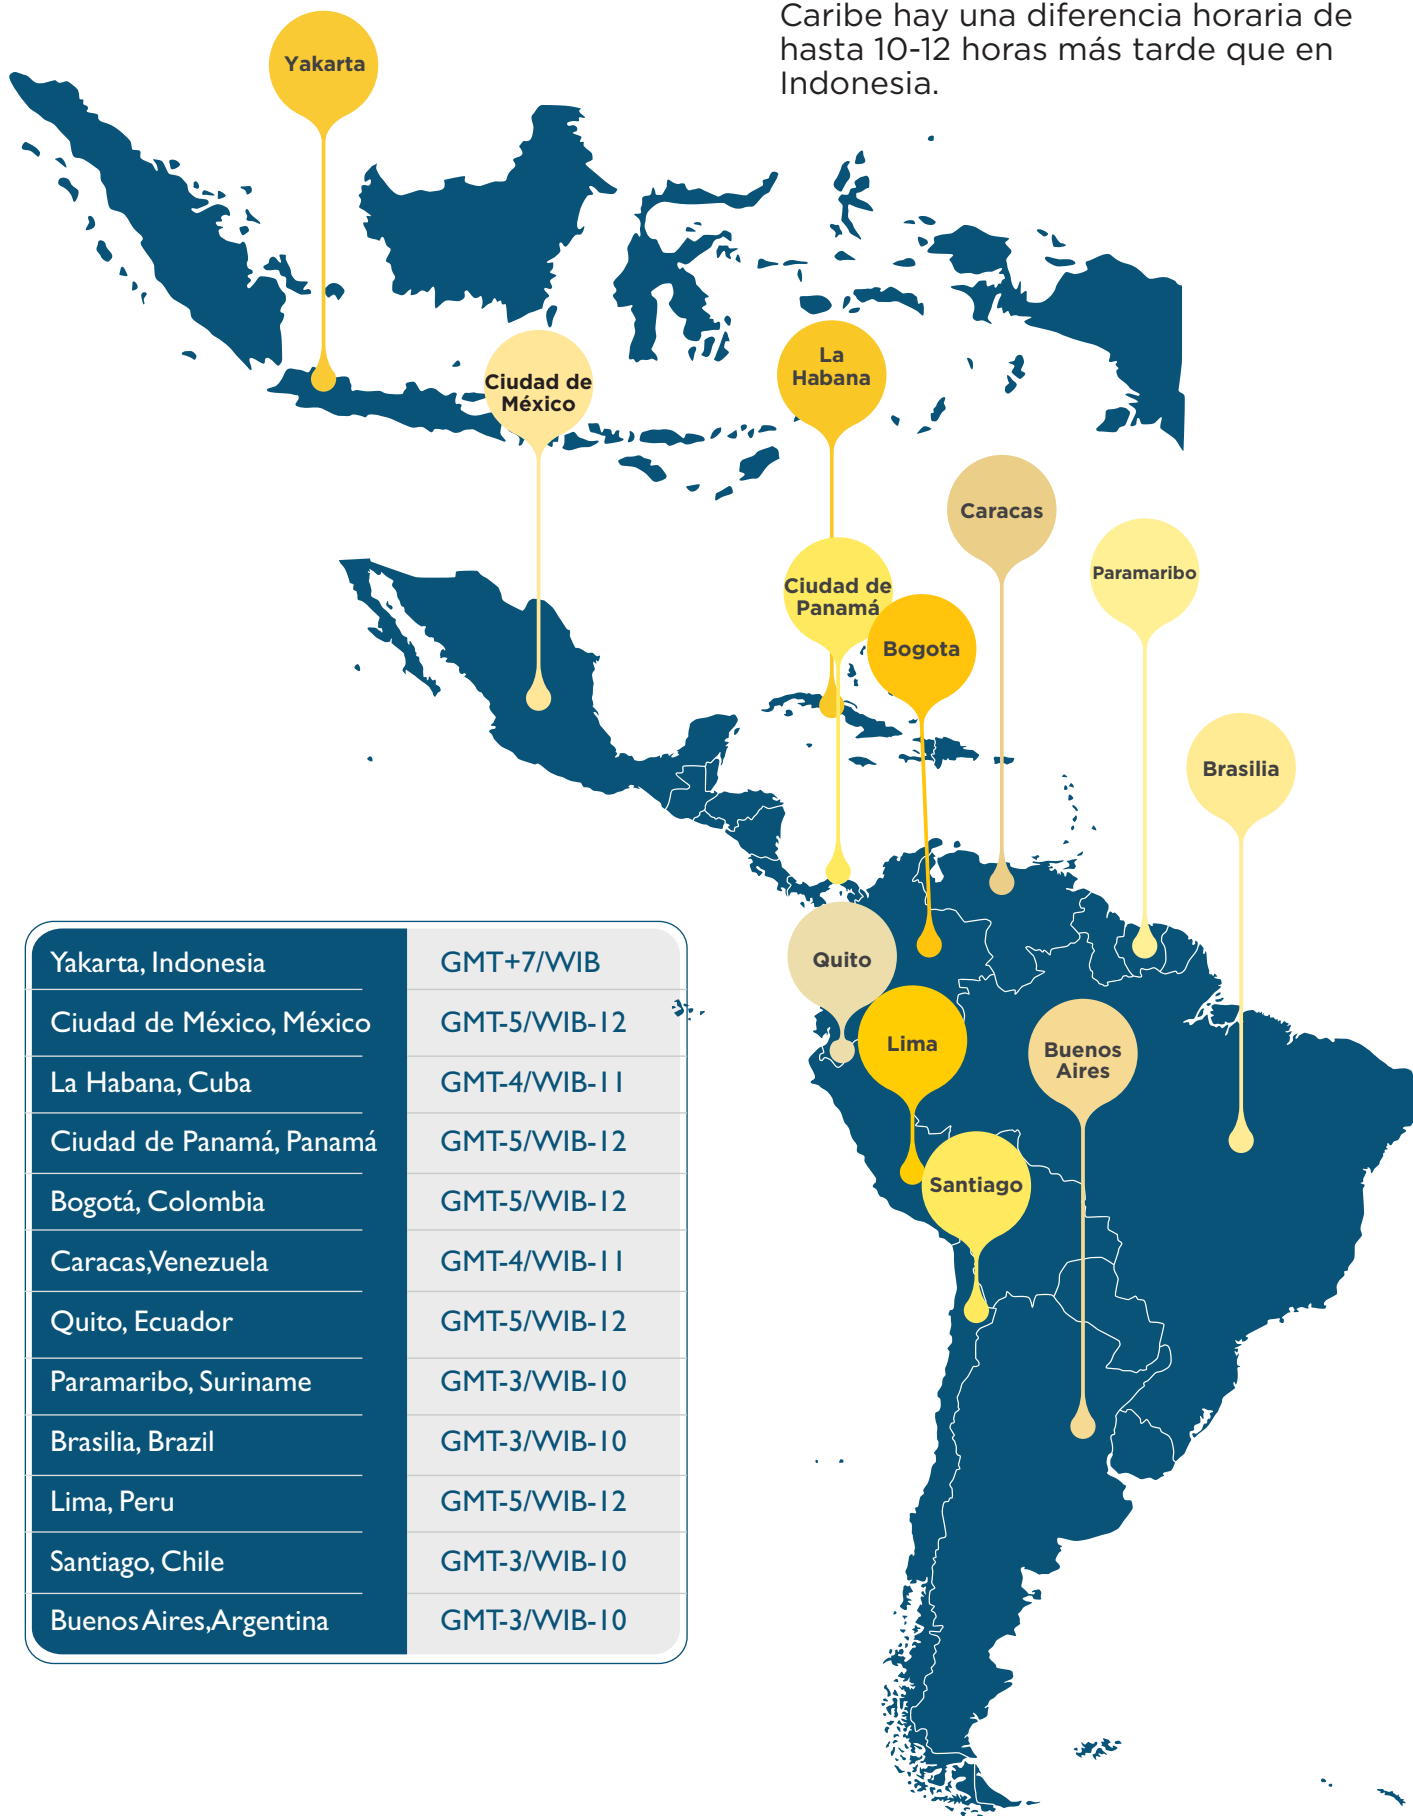 Caribe hay una diferencia horaria de
hasta 10-12 horas más tarde que en
Indonesia.
Yakarta
Ciudad de
México
La
Habana
Caracas
Paramaribo
Ciudad de
Panamá
Bogota
Brasilia
Quito
Lima
Buenos
Aires
Santiago
Yakarta, Indonesia GMT+7/WIB
Ciudad de México, México GMT-5/WIB-12
La Habana, Cuba GMT-4/WIB-11
Ciudad de Panamá, Panamá GMT-5/WIB-12
Bogotá, Colombia GMT-5/WIB-12
Caracas,Venezuela GMT-4/WIB-11
Quito, Ecuador GMT-5/WIB-12
Paramaribo, Suriname GMT-3/WIB-10
Brasilia, Brazil GMT-3/WIB-10
Lima, Peru GMT-5/WIB-12
Santiago, Chile GMT-3/WIB-10
Buenos Aires,Argentina GMT-3/WIB-10